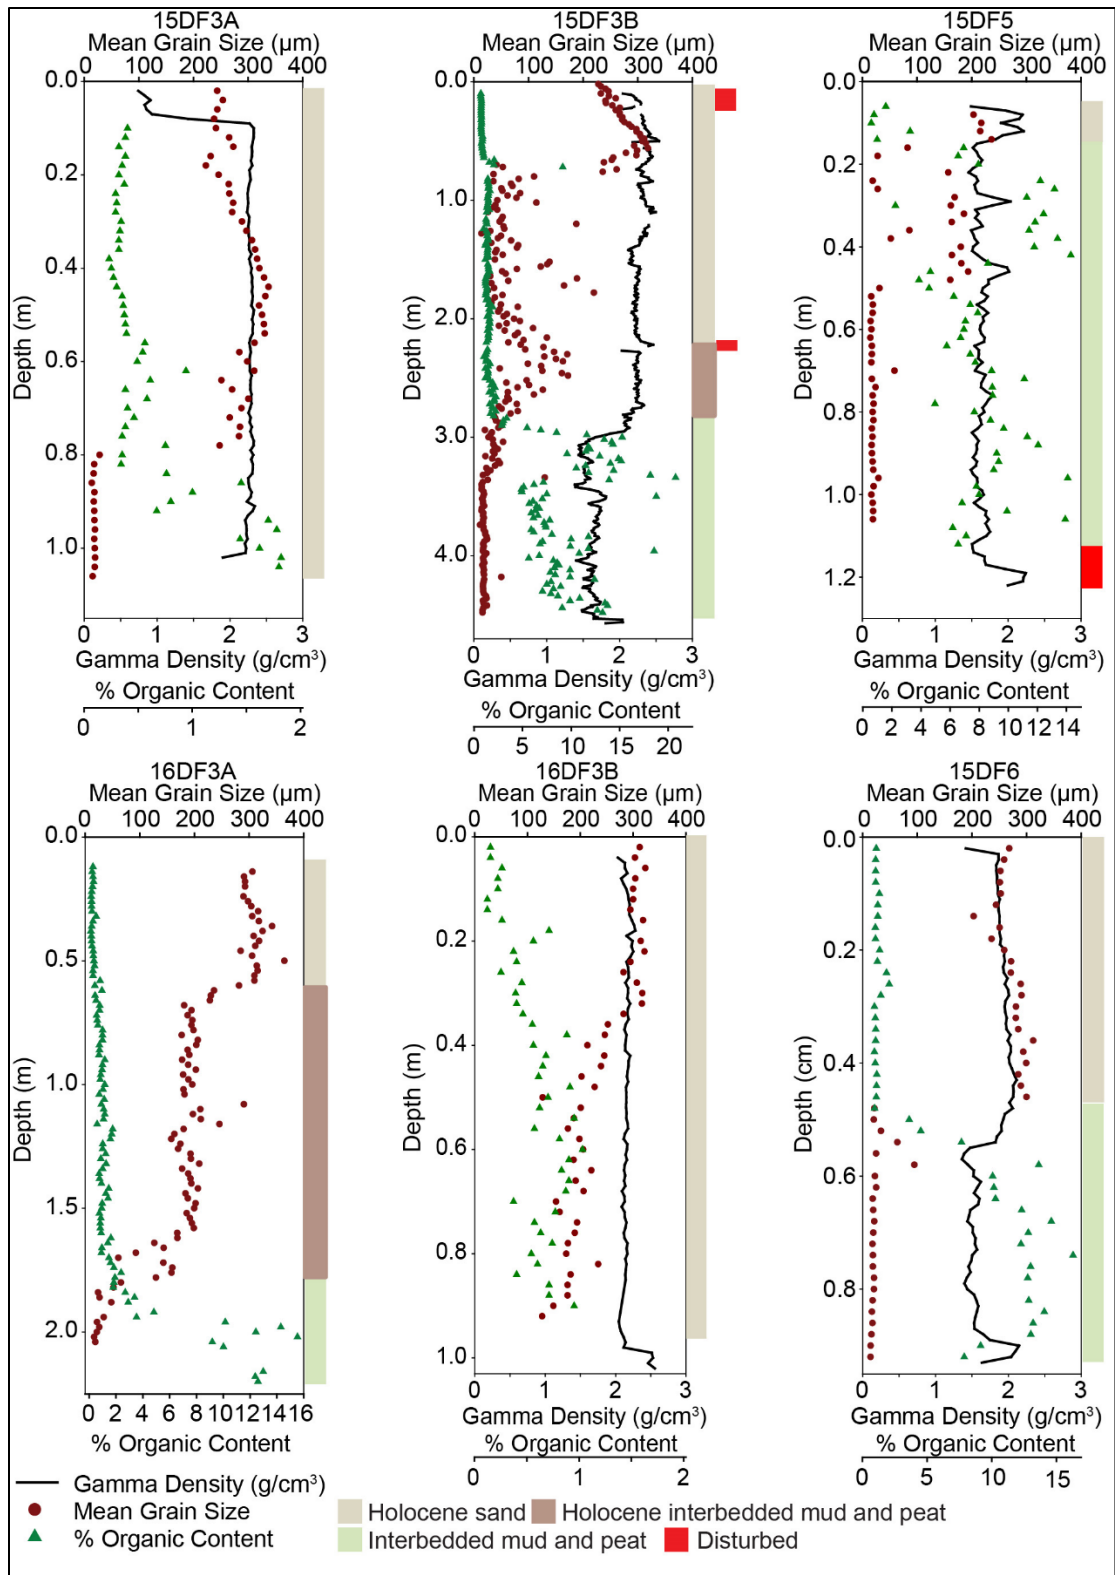 15DF3A
Mean Grain Size (µm)
0 100 200 300 400
0.0
0.2
0.4
0.6
0.8
1.0
Depth (m)
0 1 2 3
Gamma Density (g/cm³)
% Organic Content
0 1 2
15DF3B
Mean Grain Size (µm)
0 100 200 300 400
0.0
1.0
2.0
3.0
4.0
Depth (m)
0 1 2 3
Gamma Density (g/cm³)
% Organic Content
0 5 10 15 20
15DF5
Mean Grain Size (µm)
0 100 200 300 400
0.0
0.2
0.4
0.6
0.8
1.0
1.2
Depth (m)
0 1 2 3
Gamma Density (g/cm³)
% Organic Content
0 2 4 6 8 10 12 14
16DF3A
Mean Grain Size (µm)
0 100 200 300 400
0.0
0.5
1.0
1.5
2.0
Depth (m)
0 2 4 6 8 10 12 14 16
% Organic Content
16DF3B
Mean Grain Size (µm)
0 100 200 300 400
0.0
0.2
0.4
0.6
0.8
1.0
Depth (m)
0 1 2 3
Gamma Density (g/cm³)
% Organic Content
0 1 2
15DF6
Mean Grain Size (µm)
0 100 200 300 400
0.0
0.2
0.4
0.6
0.8
Depth (cm)
0 1 2 3
Gamma Density (g/cm³)
% Organic Content
0 5 10 15
Gamma Density (g/cm³)
Mean Grain Size
% Organic Content
Holocene sand
Holocene interbedded mud and peat
Interbedded mud and peat
Disturbed